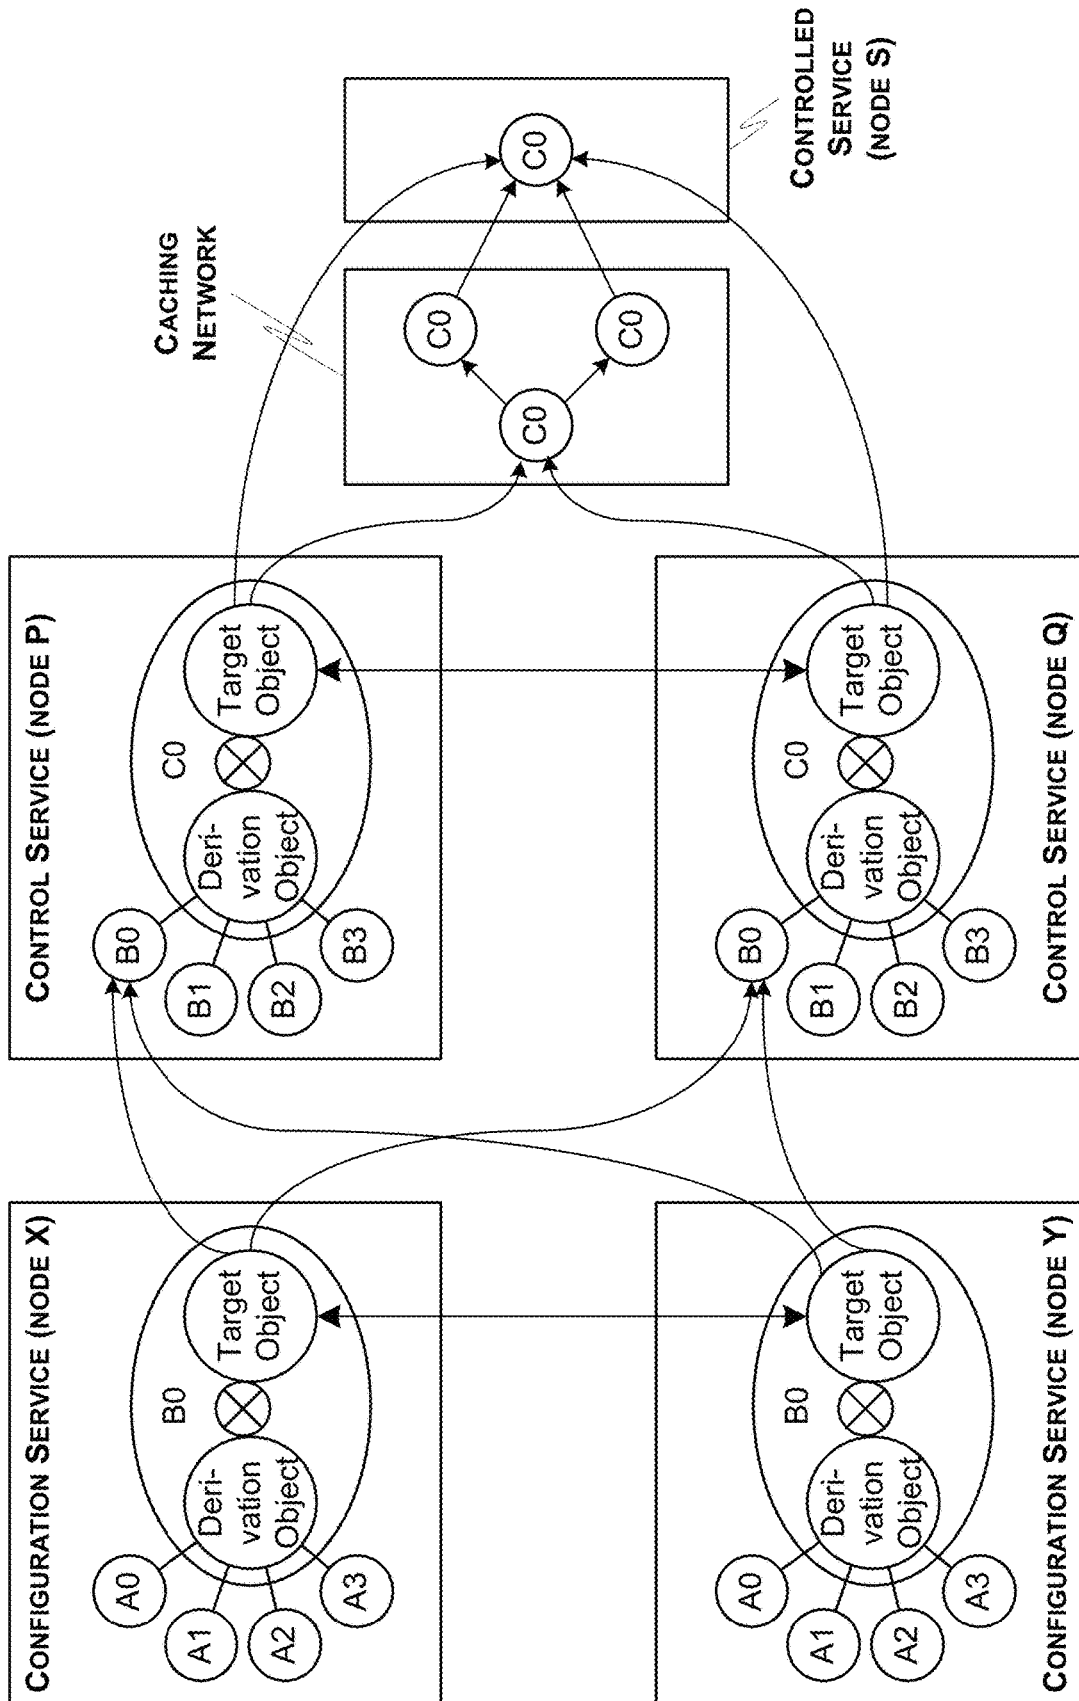 CONFIGURATION SERVICE (NODE X)
A0
A1
A2
A3
Deri-
vation
Object
B0
Target
Object
CONTROL SERVICE (NODE P)
B0
B1
B2
B3
Deri-
vation
Object
C0
Target
Object
CACHING
NETWORK
C0
C0
C0
C0
CONTROLLED
SERVICE
(NODE S)
A0
A1
A2
A3
Deri-
vation
Object
B0
Target
Object
CONFIGURATION SERVICE (NODE Y)
B0
B1
B2
B3
Deri-
vation
Object
C0
Target
Object
CONTROL SERVICE (NODE Q)